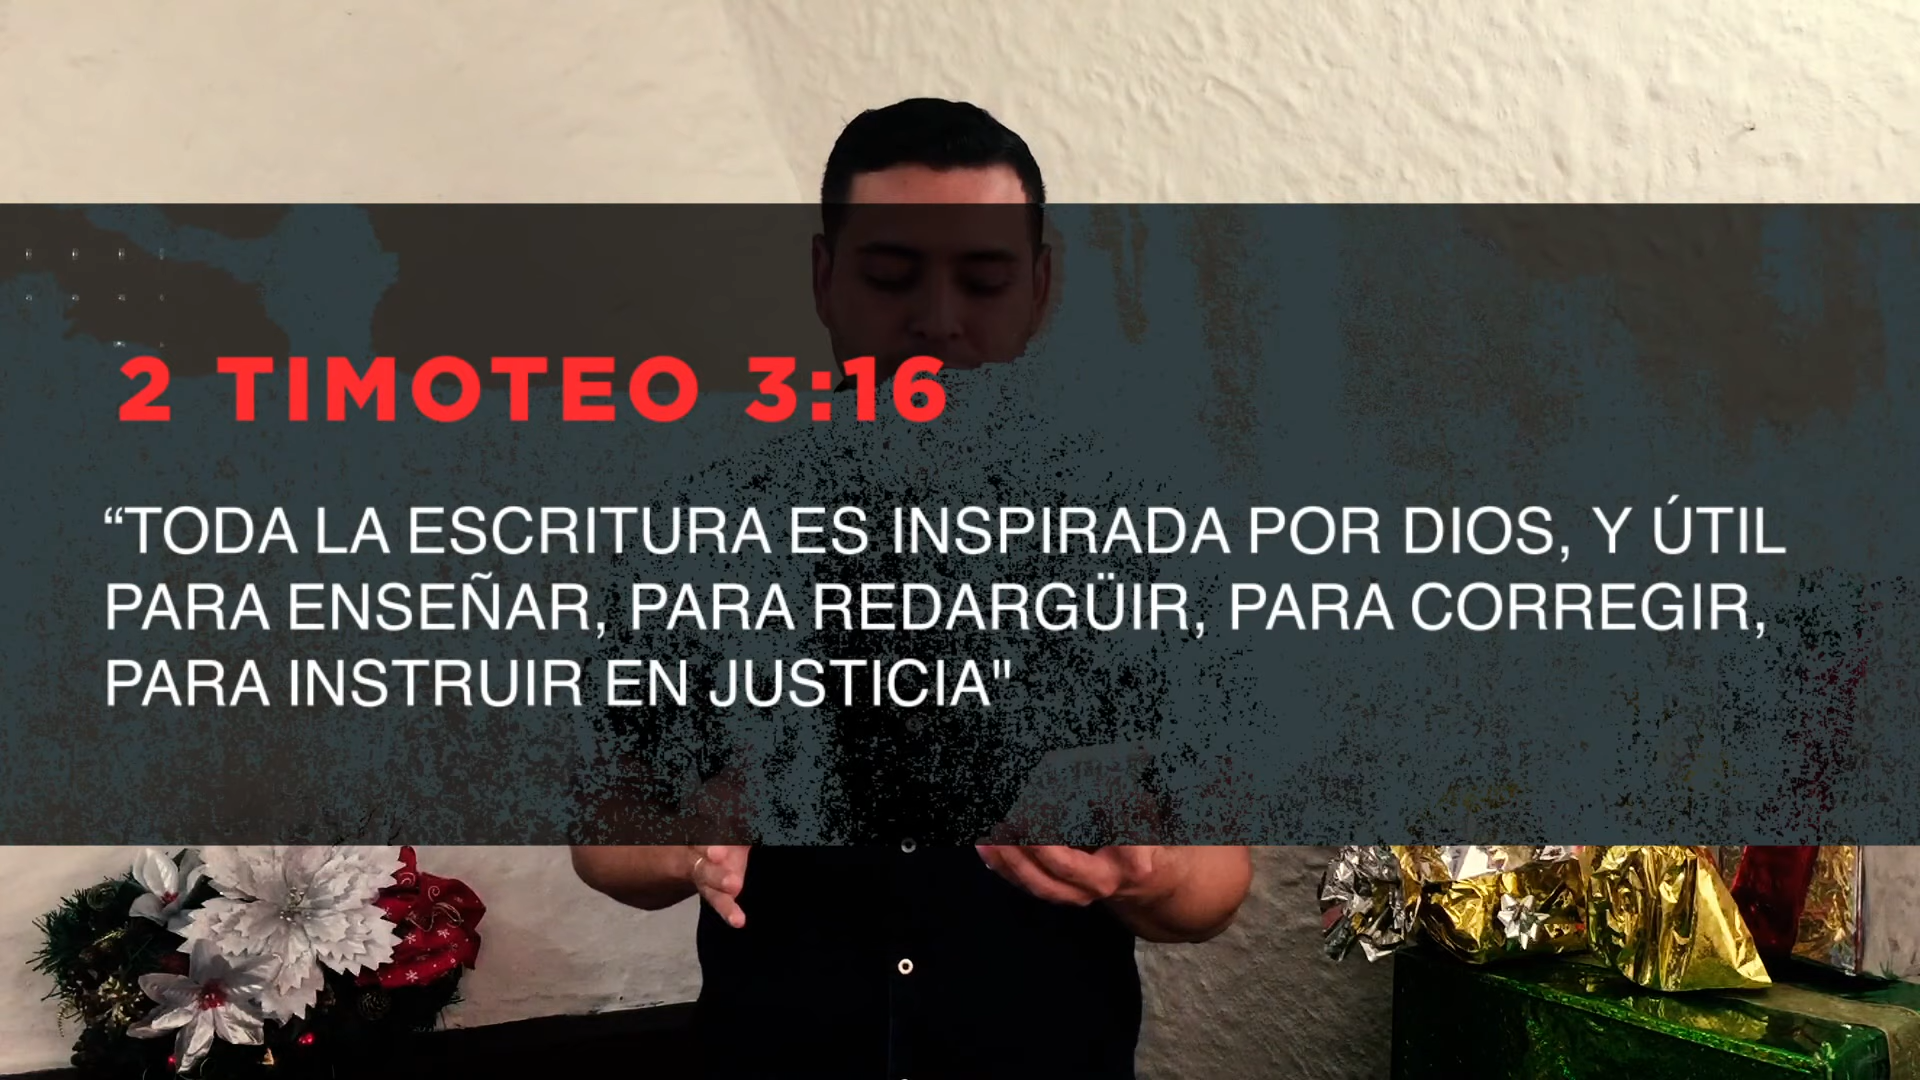 2 TIMOTEO 3:16
“TODA LA ESCRITURA ES INSPIRADA POR DIOS, Y ÚTIL
PARA ENSEÑAR, PARA REDARGÜIR, PARA CORREGIR,
PARA INSTRUIR EN JUSTICIA"